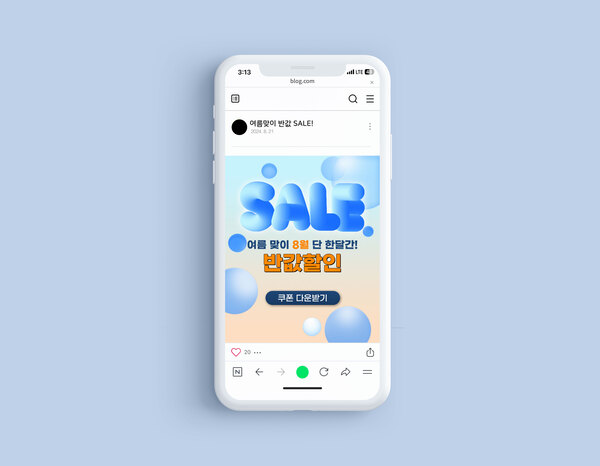 3:13
LTE
blog.com
여름맞이 반값 SALE!
2024. 8. 21
SALE
여름 맞이 8월 단 한달간!
반값할인
쿠폰 다운받기
20
N